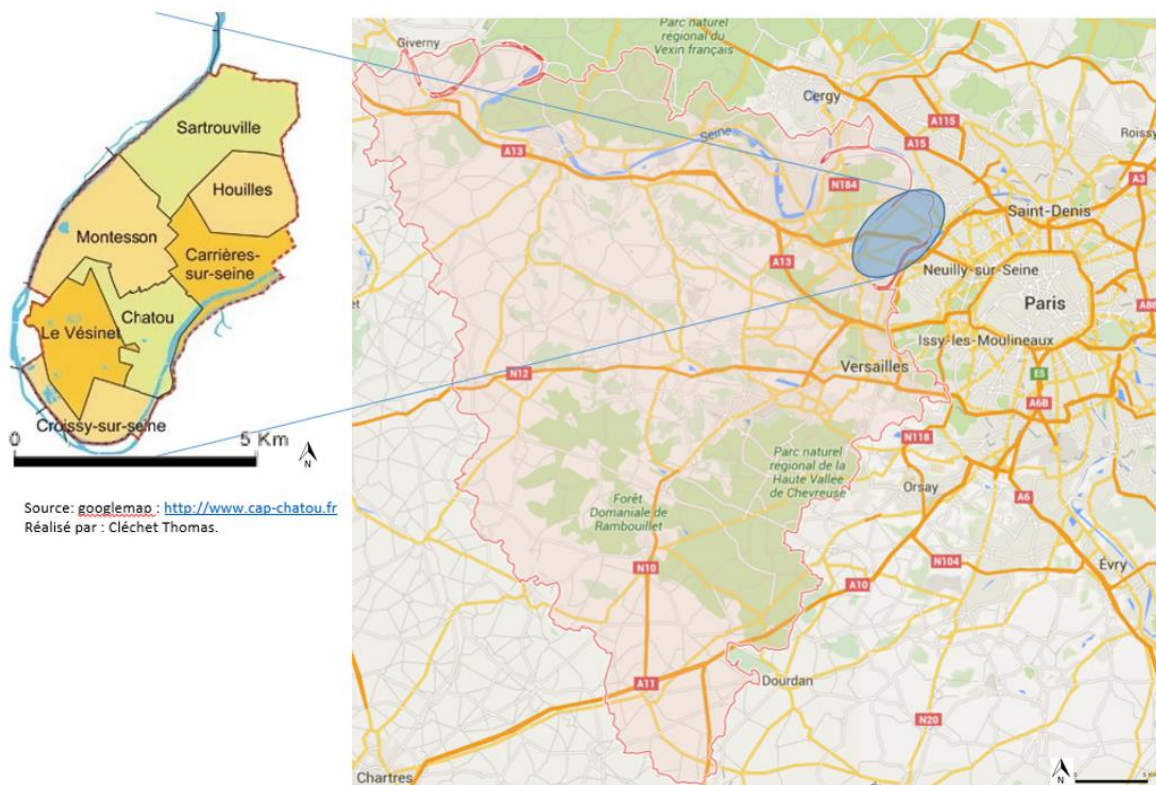 Sartrouville
Houilles
Montesson
Carrières-
sur-seine
Chatou
Le Vésinet
Croissy-sur-seine
0 5 Km
N
Source: googlemap : http://www.cap-chatou.fr
Réalisé par : Cléchet Thomas.
Giverny
Parc naturel
régional du
Vexin français
Cergy
A115
A15
Roissy
A13
Seine
N184
A3
Saint-Denis
A13
Neuilly-sur-Seine
Paris
A86
Issy-les-Moulineaux
Versailles
N12
E5
A6B
N118
Parc naturel
régional de la
Haute Vallée
de Chevreuse
Orsay
A6
Forêt
Domaniale de
Rambouillet
N10
N104
Évry
A10
A11
Dourdan
N20
Chartres
N